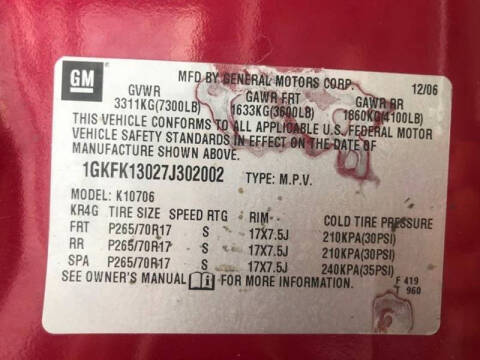 GM
MFD BY GENERAL MOTORS CORP. 12/06
GVWR GAWR FRT GAWR RR
3311KG(7300LB) 1633KG(3600LB) 1860KG(4100LB)
THIS VEHICLE CONFORMS TO ALL APPLICABLE U.S. FEDERAL MOTOR
VEHICLE SAFETY STANDARDS IN EFFECT ON THE DATE OF
MANUFACTURE SHOWN ABOVE.
1GKFK13027J302002 TYPE: M.P.V.
MODEL: K10706
KR4G TIRE SIZE SPEED RTG RIM COLD TIRE PRESSURE
FRT P265/70R17 S 17X7.5J 210KPA(30PSI)
RR P265/70R17 S 17X7.5J 210KPA(30PSI)
SPA P265/70R17 S 17X7.5J 240KPA(35PSI)
SEE OWNER'S MANUAL FOR MORE INFORMATION F 419
T 960